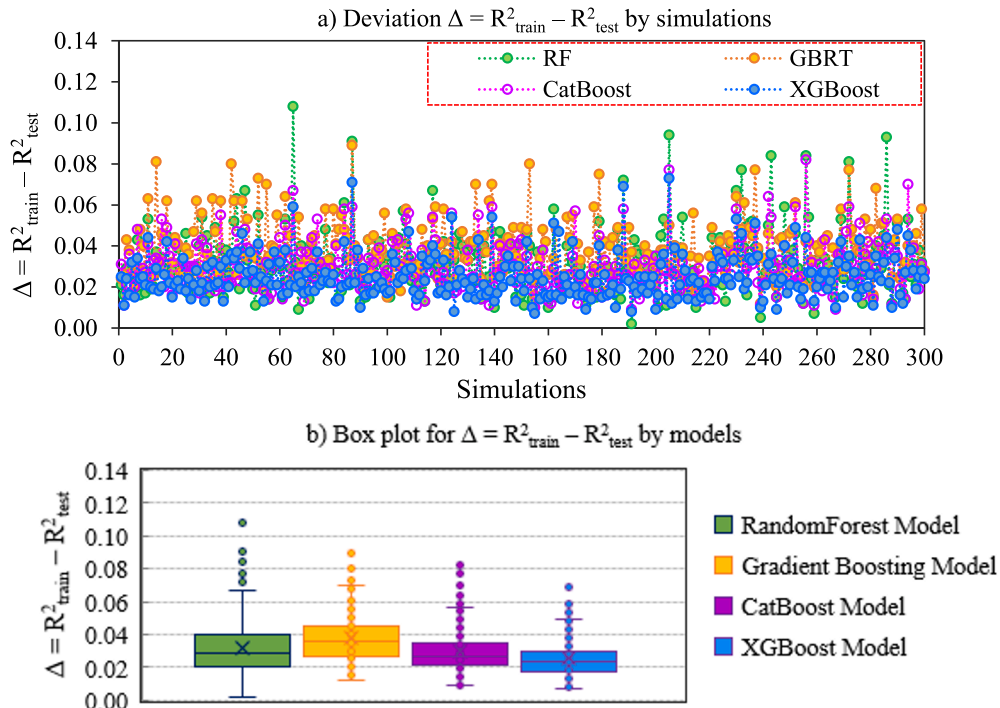 a) Deviation Δ = R²train – R²test by simulations
Δ = R²train – R²test
0.14
0.12
0.10
0.08
0.06
0.04
0.02
0.00
RF
GBRT
CatBoost
XGBoost
0 20 40 60 80 100 120 140 160 180 200 220 240 260 280 300
Simulations
b) Box plot for Δ = R²train – R²test by models
Δ = R²train – R²test
0.14
0.12
0.10
0.08
0.06
0.04
0.02
0.00
RandomForest Model
Gradient Boosting Model
CatBoost Model
XGBoost Model